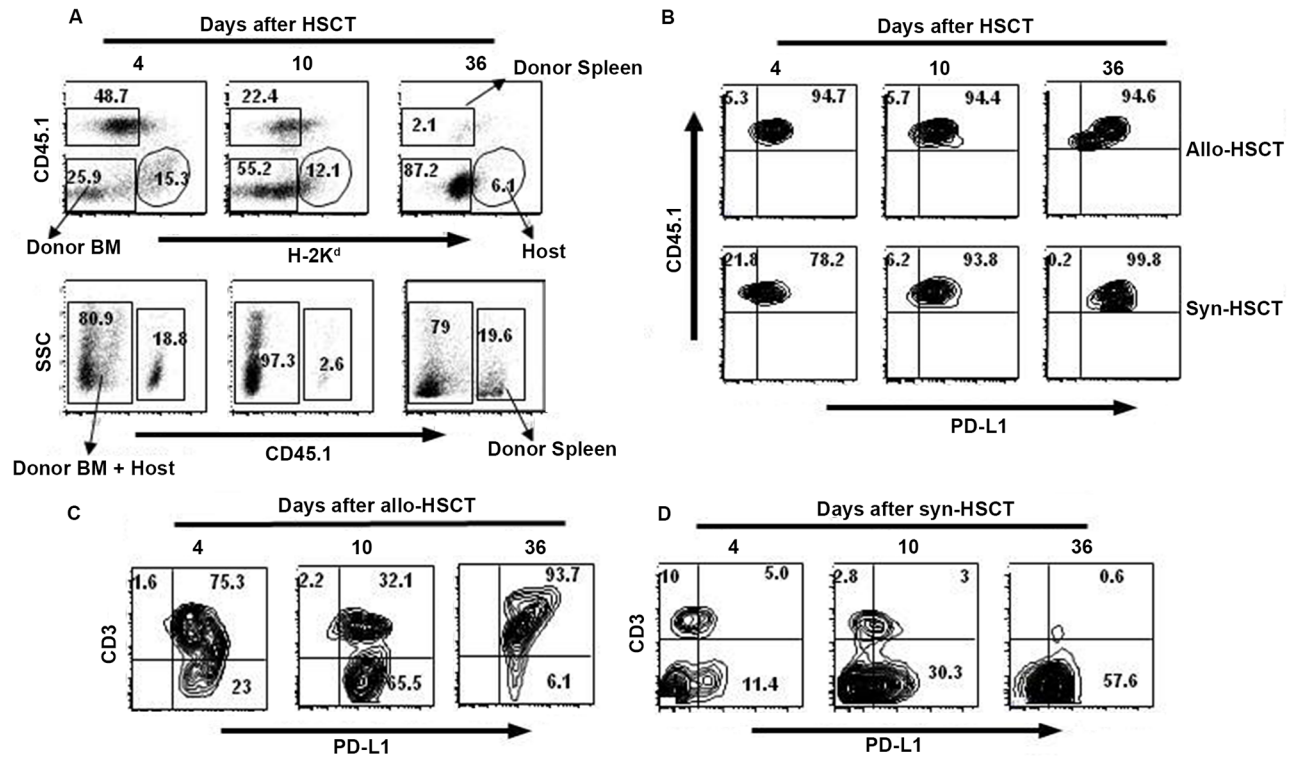 A
Days after HSCT
4 10 36
Donor Spleen
48.7 22.4 2.1
CD45.1
25.9 15.3 55.2 12.1 87.2 6.1
Donor BM
H-2Kd
Host
SSC
80.9 18.8 97.3 2.6 79 19.6
Donor BM + Host
CD45.1
Donor Spleen
B
Days after HSCT
4 10 36
5.3 94.7 5.7 94.4 94.6
Allo-HSCT
CD45.1
21.8 78.2 6.2 93.8 0.2 99.8
Syn-HSCT
PD-L1
C
Days after allo-HSCT
4 10 36
1.6 75.3 2.2 32.1 93.7
CD3
23 65.5 6.1
PD-L1
D
Days after syn-HSCT
4 10 36
10 5.0 2.8 3 0.6
CD3
11.4 30.3 57.6
PD-L1